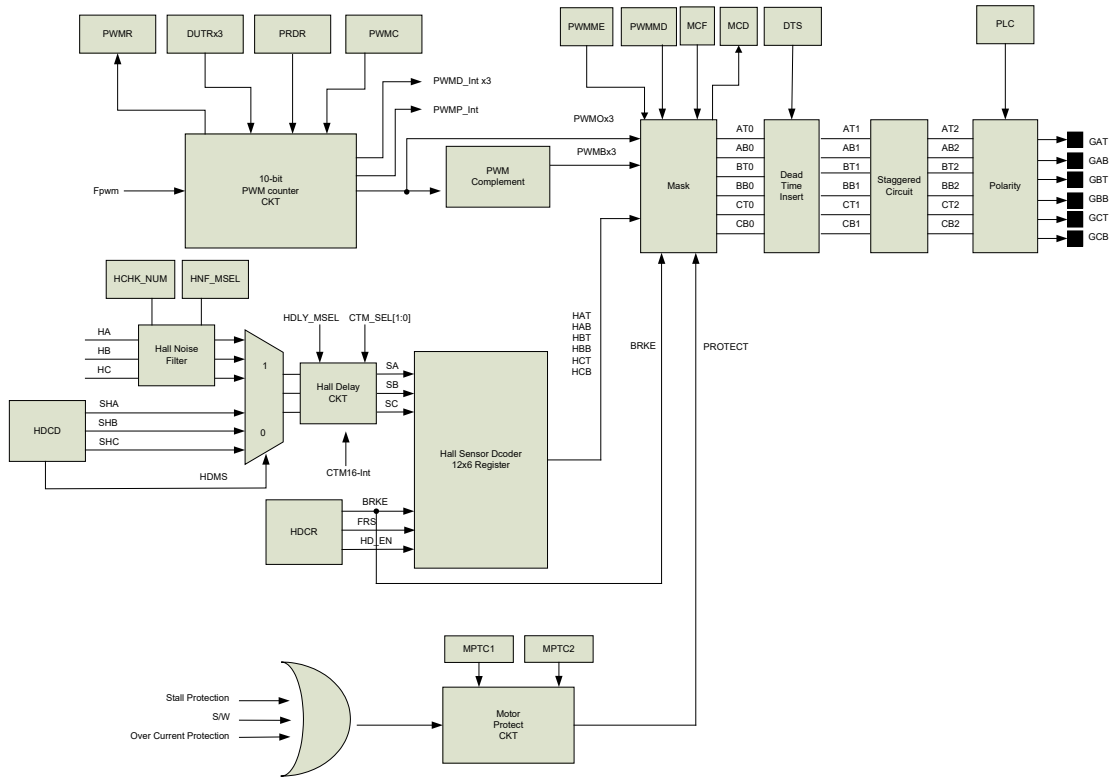 PWMR
DUTRx3
PRDR
PWMC
PWMME
PWMMD
MCF
MCD
DTS
PLC
PWMD_Int x3
PWMP_Int
PWMOx3
PWMBx3
Fpwm
10-bit
PWM counter
CKT
PWM
Complement
Mask
AT0
AB0
BT0
BB0
CT0
CB0
Dead
Time
Insert
AT1
AB1
BT1
BB1
CT1
CB1
Staggered
Circuit
AT2
AB2
BT2
BB2
CT2
CB2
Polarity
GAT
GAB
GBT
GBB
GCT
GCB
HCHK_NUM
HNF_MSEL
HA
HB
HC
Hall Noise
Filter
HDLY_MSEL
CTM_SEL[1:0]
1
0
Hall Delay
CKT
SA
SB
SC
CTM16-Int
HDCD
SHA
SHB
SHC
HDMS
Hall Sensor Dcoder
12x6 Register
HAT
HAB
HBT
HBB
HCT
HCB
BRKE
PROTECT
HDCR
BRKE
FRS
HD_EN
MPTC1
MPTC2
Stall Protection
S/W
Over Current Protection
Motor
Protect
CKT